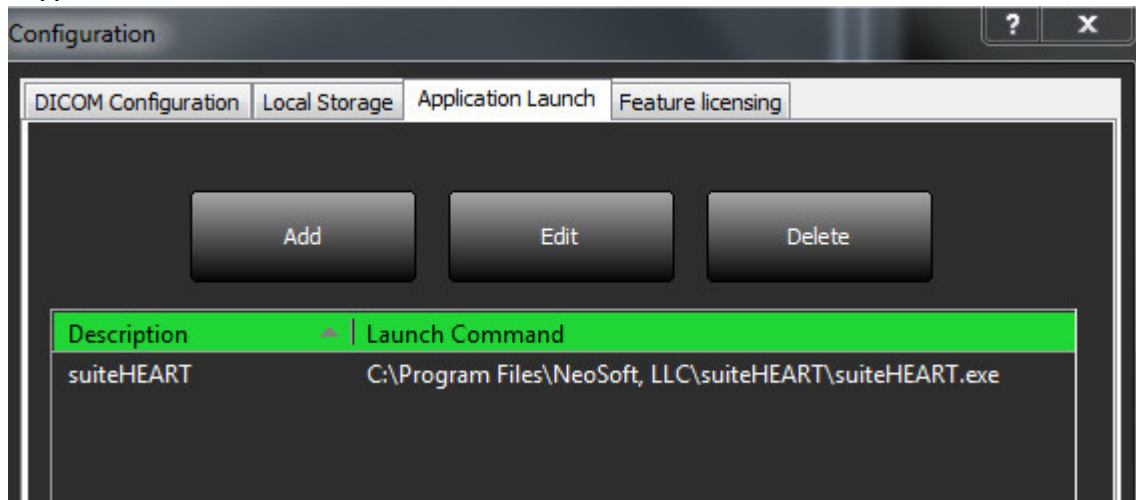 Configuration
? X
DICOM Configuration Local Storage Application Launch Feature licensing
Add Edit Delete
Description Launch Command
suiteHEART C:\Program Files\NeoSoft, LLC\suiteHEART\suiteHEART.exe